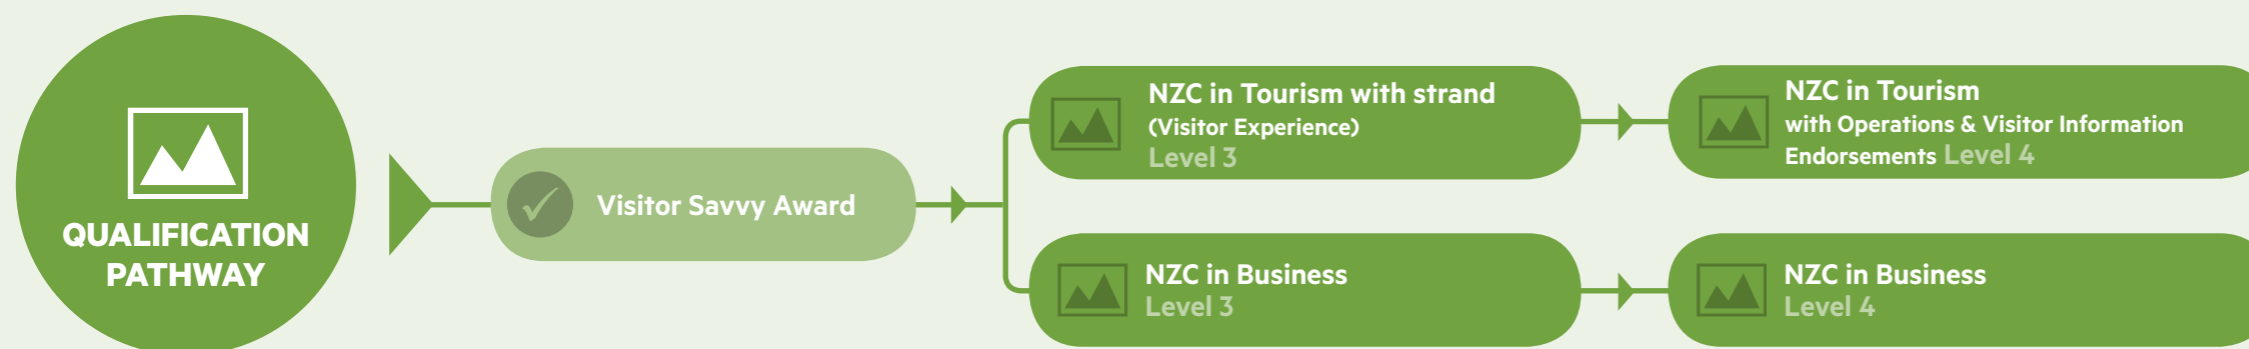 QUALIFICATION
PATHWAY
Visitor Savvy Award
NZC in Tourism with strand
(Visitor Experience)
Level 3
NZC in Tourism
with Operations & Visitor Information
Endorsements Level 4
NZC in Business
Level 3
NZC in Business
Level 4